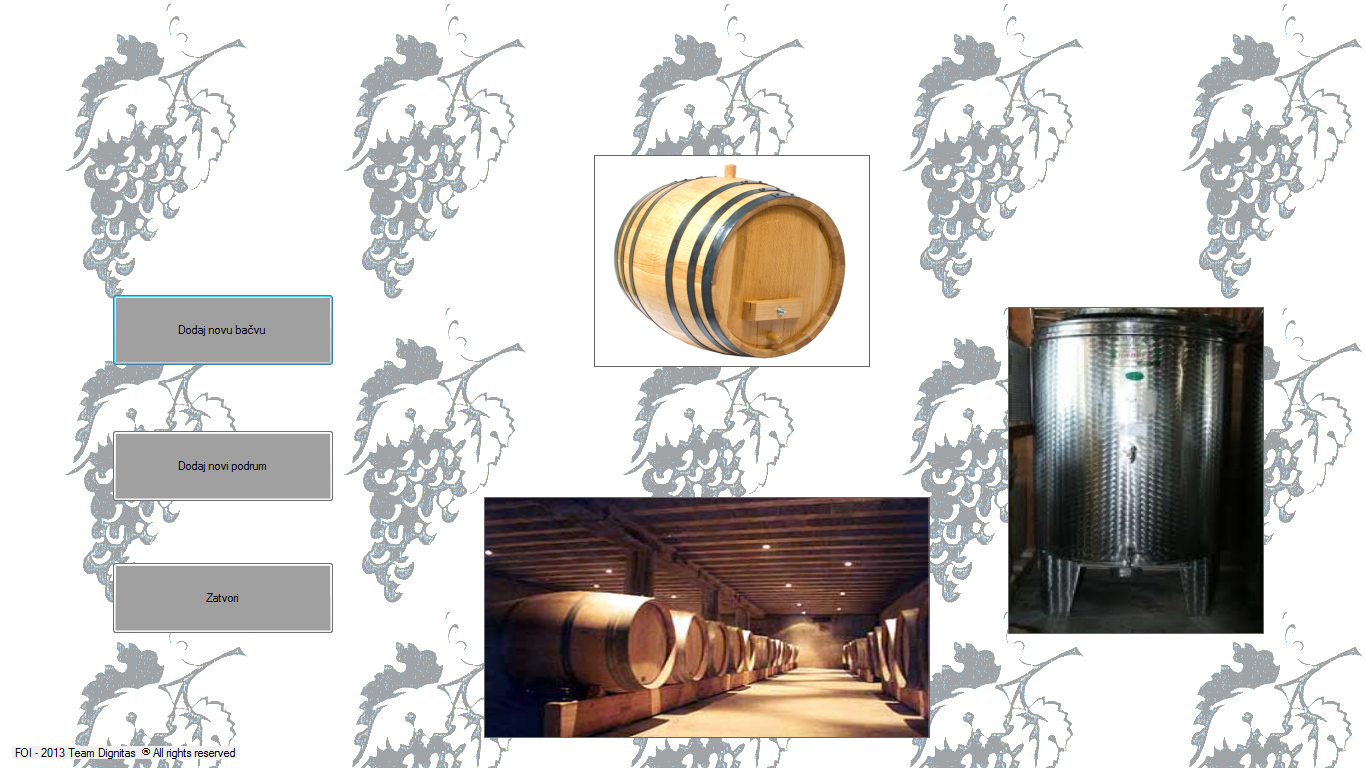 Dodaj novu bačvu
Dodaj novi podrum
Zatvori
FOI - 2013 Team Dignitas ® All rights reserved